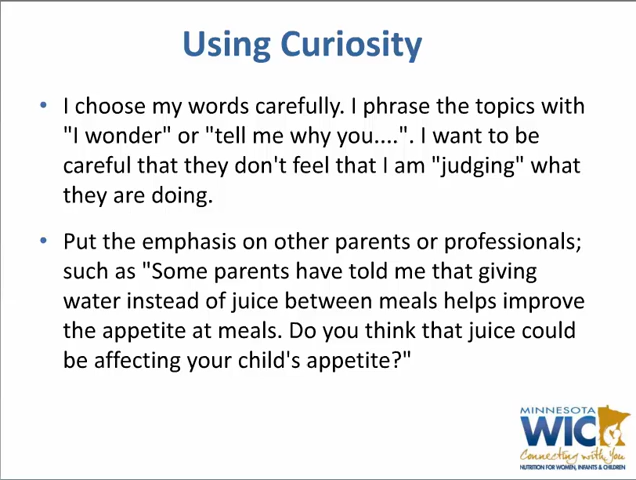 Using Curiosity
• I choose my words carefully. I phrase the topics with
"I wonder" or "tell me why you....". I want to be
careful that they don't feel that I am "judging" what
they are doing.
• Put the emphasis on other parents or professionals;
such as "Some parents have told me that giving
water instead of juice between meals helps improve
the appetite at meals. Do you think that juice could
be affecting your child's appetite?"
MINNESOTA
WIC
Connecting with You
NUTRITION FOR WOMEN, INFANTS & CHILDREN